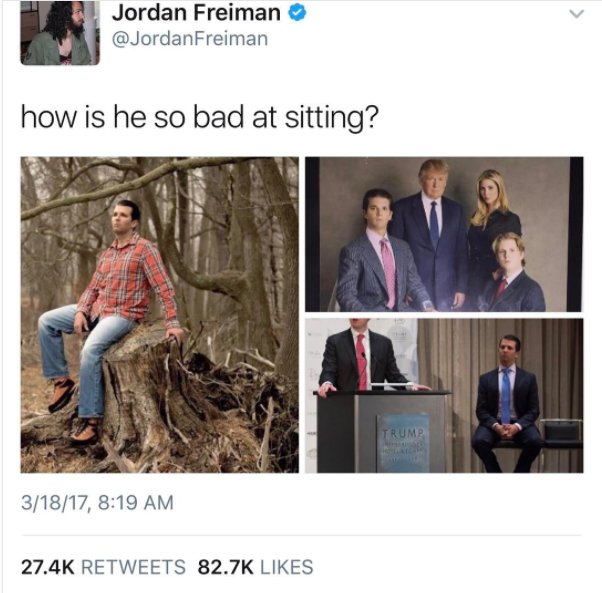 Jordan Freiman
@JordanFreiman
how is he so bad at sitting?
TRUMP
3/18/17, 8:19 AM
27.4K RETWEETS 82.7K LIKES